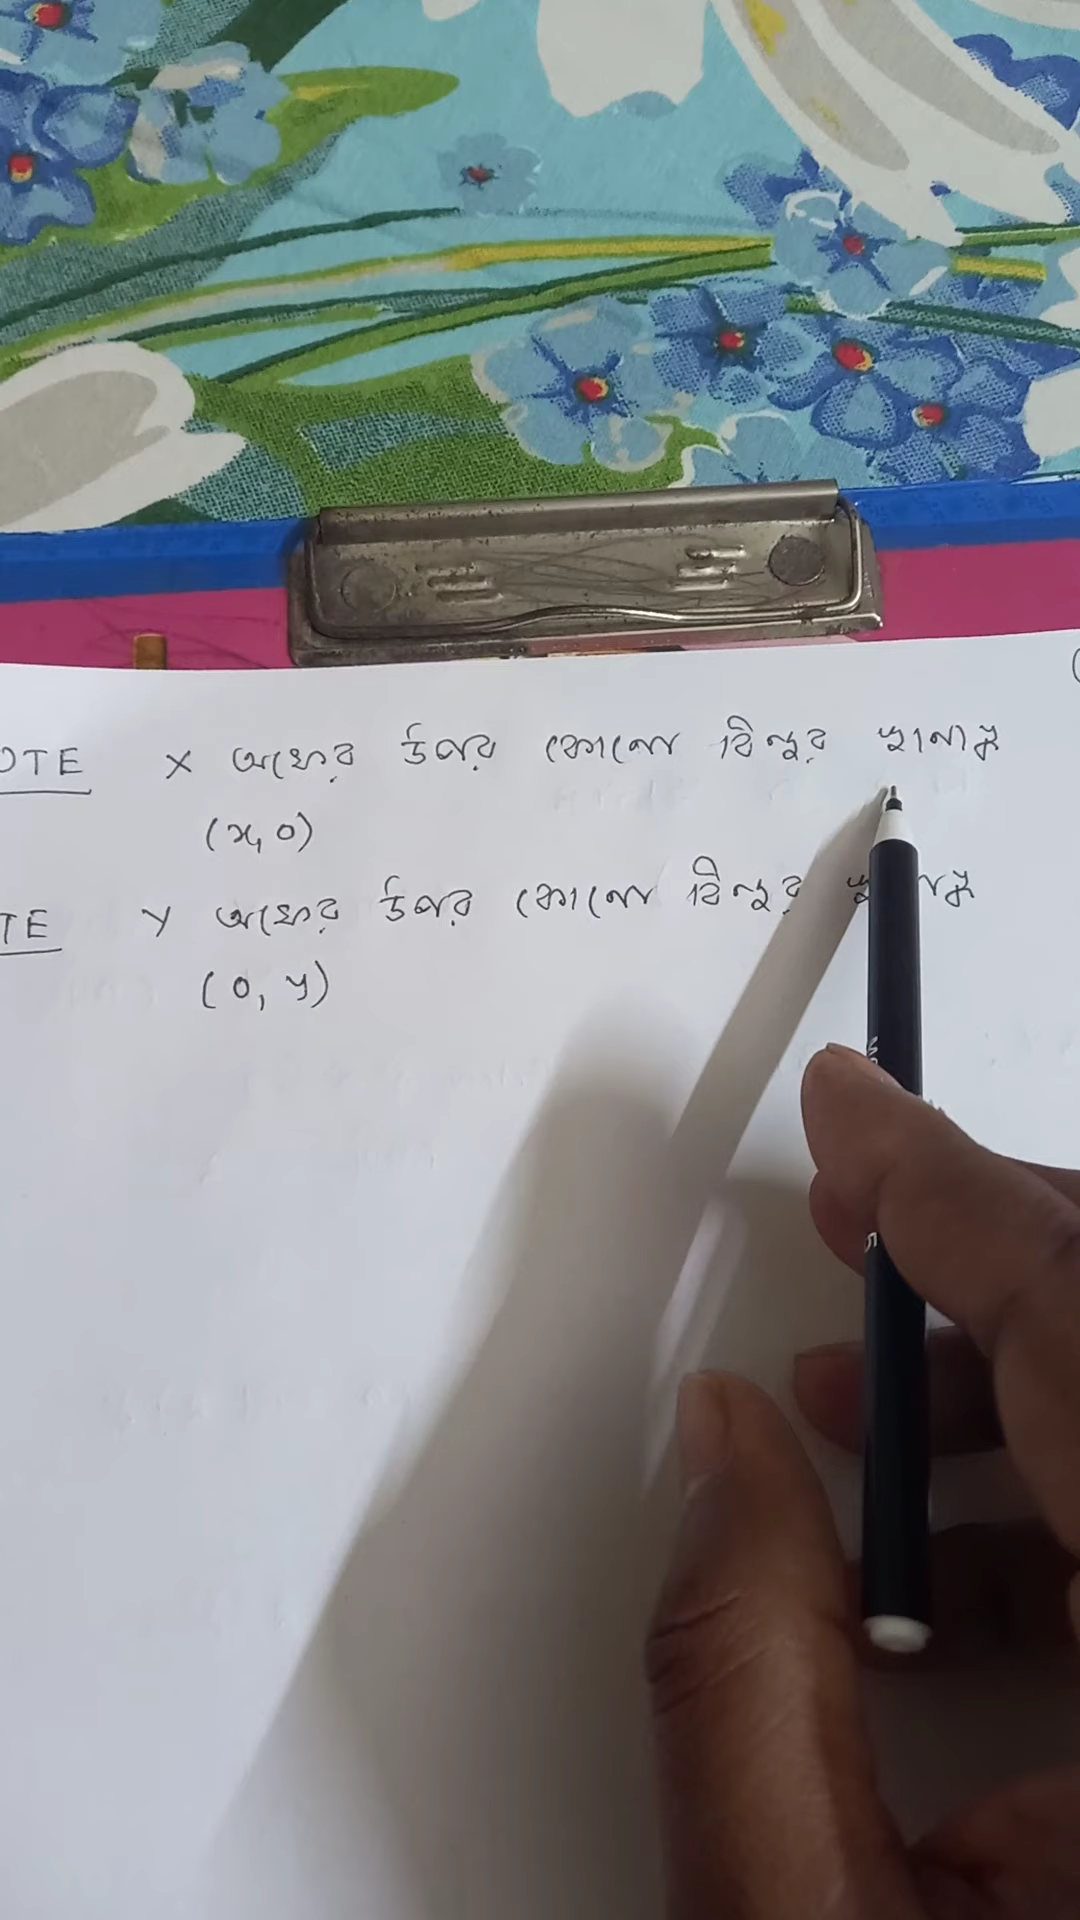 OTE X অক্ষের উপর কোনো বিন্দুর স্থানাঙ্ক
(x, 0)
TE Y অক্ষের উপর কোনো বিন্দুর
(0, y)